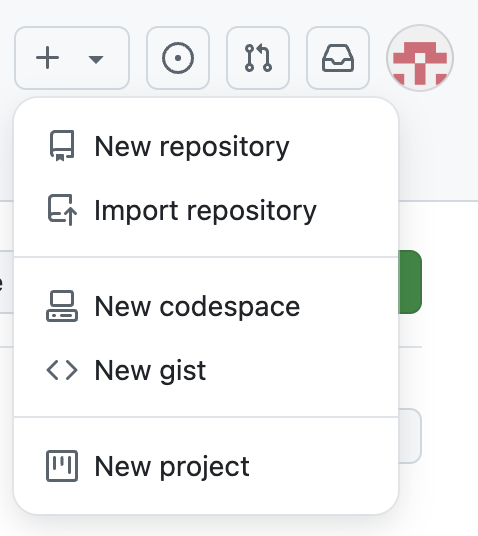 New repository
Import repository
New codespace
New gist
New project